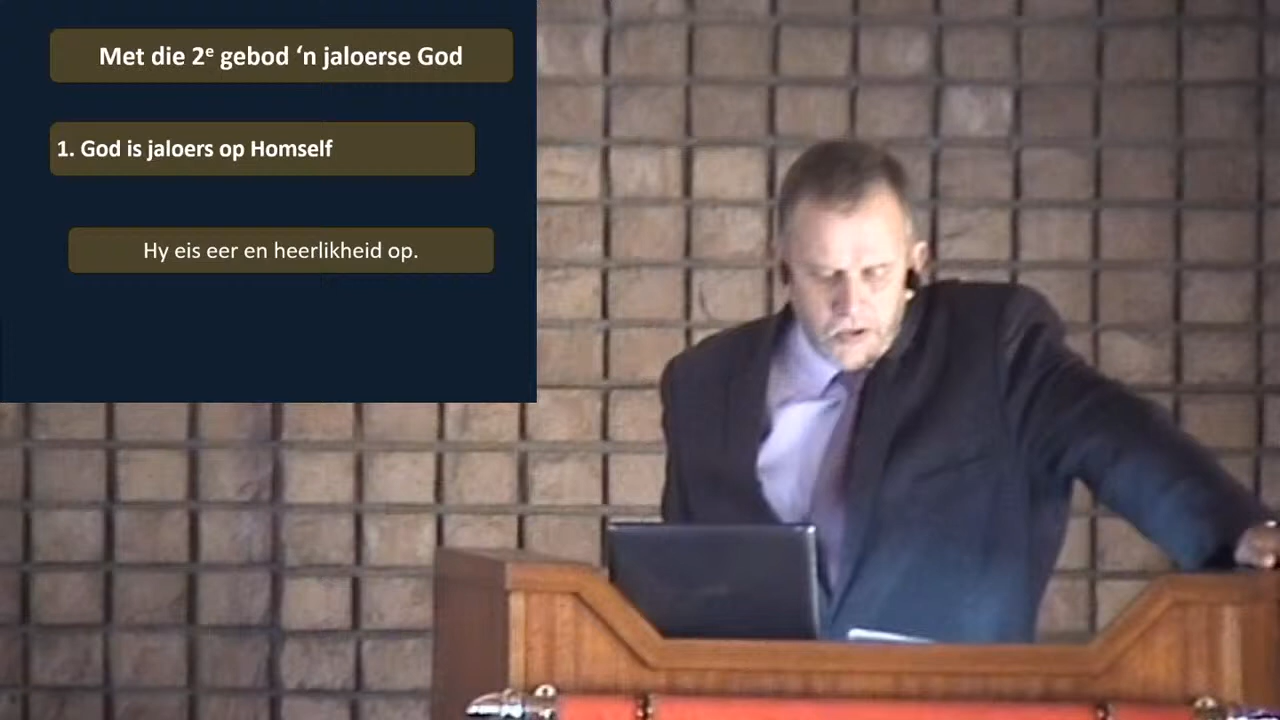 Met die 2e gebod ‘n jaloerse God
1. God is jaloers op Homself
Hy eis eer en heerlikheid op.